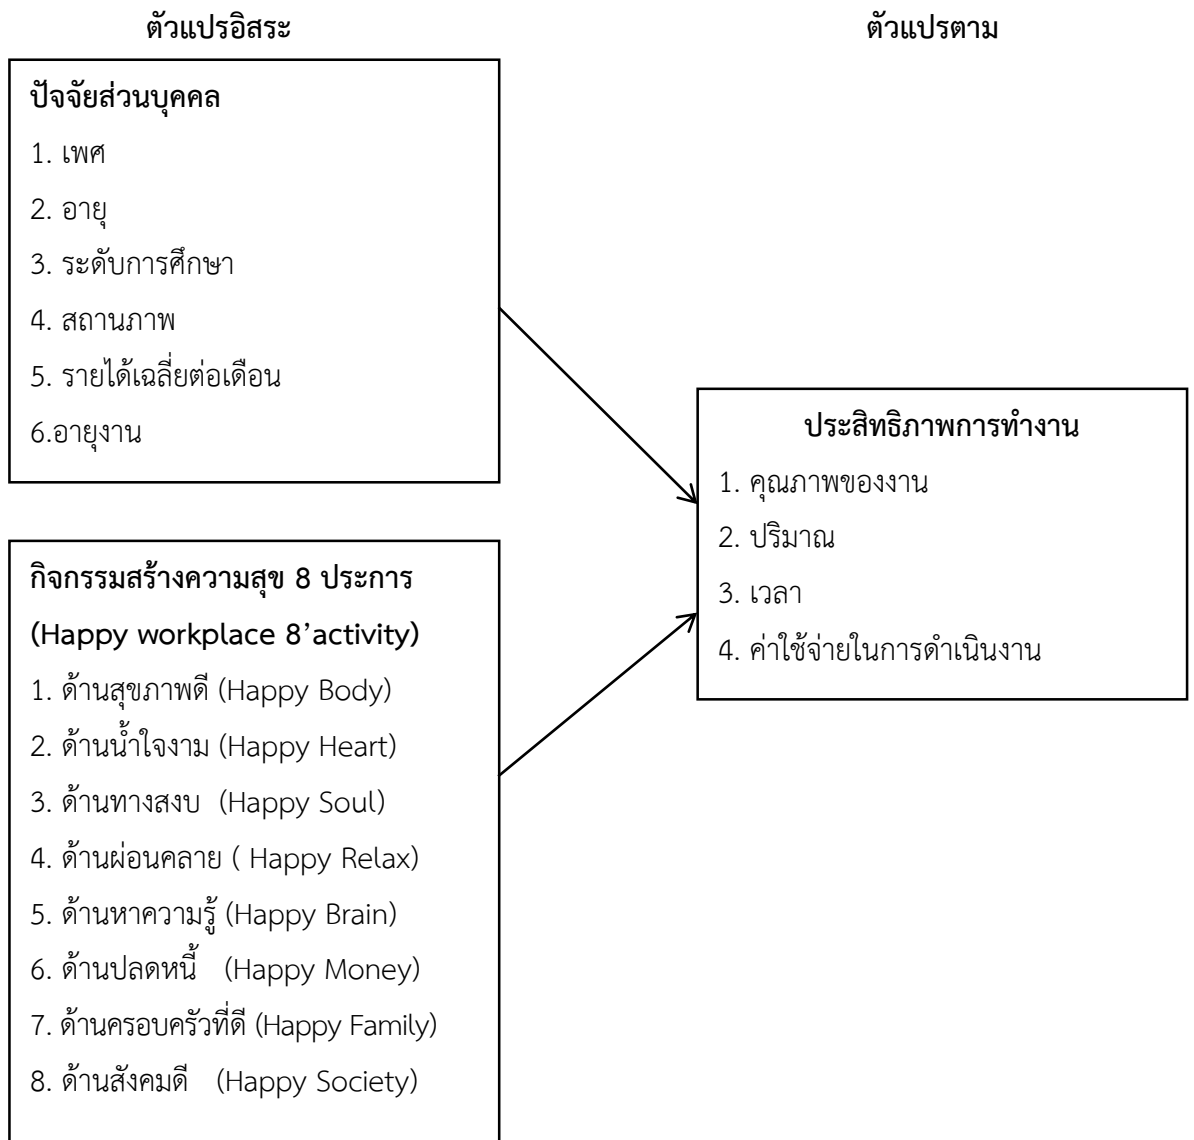 ตัวแปรอิสระ
ตัวแปรตาม
ปัจจัยส่วนบุคคล
1. เพศ
2. อายุ
3. ระดับการศึกษา
4. สถานภาพ
5. รายได้เฉลี่ยต่อเดือน
6.อายุงาน
กิจกรรมสร้างความสุข 8 ประการ
(Happy workplace 8’activity)
1. ด้านสุขภาพดี (Happy Body)
2. ด้านน้ำใจงาม (Happy Heart)
3. ด้านทางสงบ (Happy Soul)
4. ด้านผ่อนคลาย ( Happy Relax)
5. ด้านหาความรู้ (Happy Brain)
6. ด้านปลดหนี้ (Happy Money)
7. ด้านครอบครัวที่ดี (Happy Family)
8. ด้านสังคมดี (Happy Society)
ประสิทธิภาพการทำงาน
1. คุณภาพของงาน
2. ปริมาณ
3. เวลา
4. ค่าใช้จ่ายในการดำเนินงาน